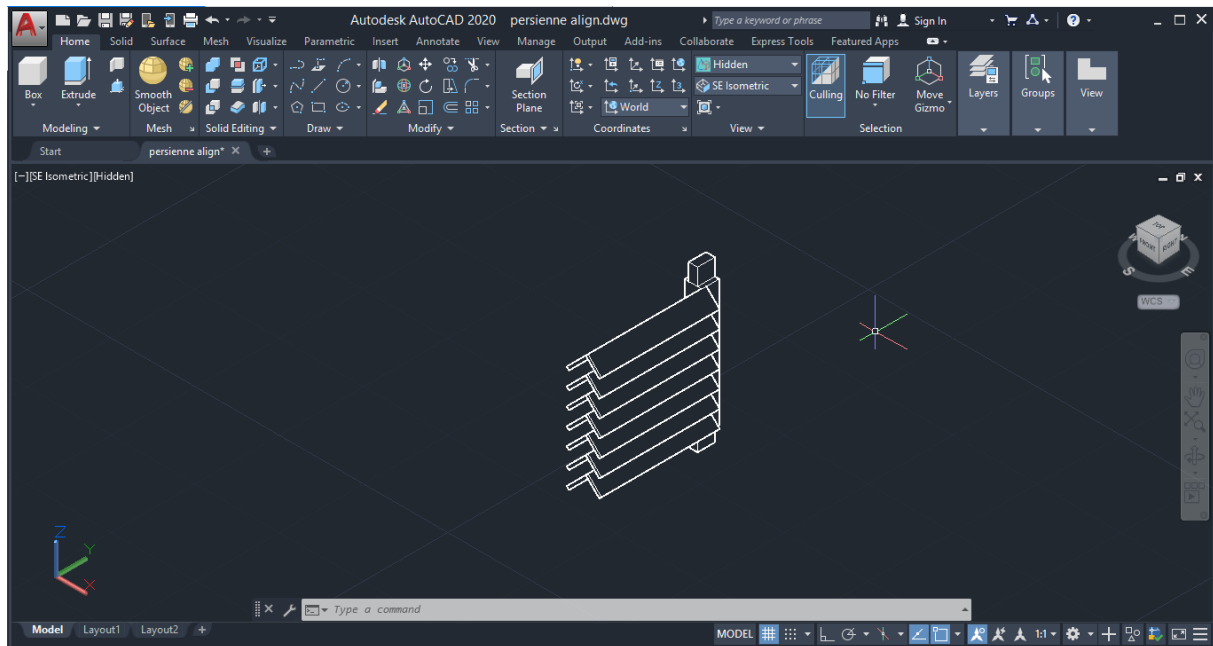 Autodesk AutoCAD 2020 persienne align.dwg Type a keyword or phrase Sign In
Home Solid Surface Mesh Visualize Parametric Insert Annotate View Manage Output Add-ins Collaborate Express Tools Featured Apps
Hidden
Box Extrude Smooth Object Section Plane SE Isometric Culling No Filter Move Gizmo Layers Groups View
World
Modeling Mesh Solid Editing Draw Modify Section Coordinates View Selection
Start persienne align* +
[−][SE Isometric][Hidden]
TOP
FRONT RIGHT
S E
WCS
Z
Y
X
Type a command
Model Layout1 Layout2 +
MODEL 1:1